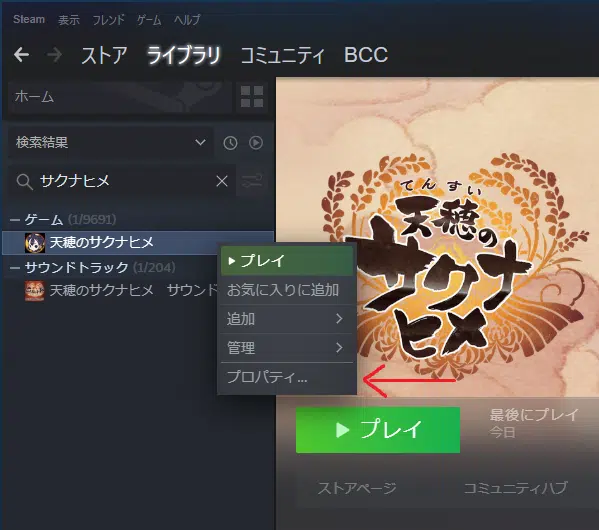 Steam 表示 フレンド ゲーム ヘルプ
ストア ライブラリ コミュニティ BCC
ホーム
検索結果
サクナヒメ
ゲーム (1/9691)
天穂のサクナヒメ
サウンドトラック (1/204)
天穂のサクナヒメ サウンド
プレイ
お気に入りに追加
追加
管理
プロパティ...
てんすい
天穂の
サクナ
ヒメ
プレイ
最後にプレイ
今日
ストアページ コミュニティハブ